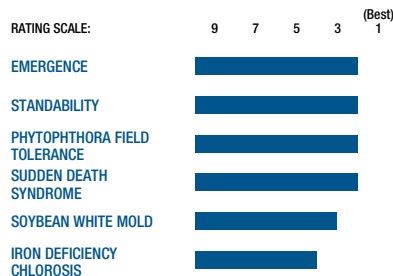 (Best)
RATING SCALE: 9 7 5 3 1
EMERGENCE
STANDABILITY
PHYTOPHTHORA FIELD
TOLERANCE
SUDDEN DEATH
SYNDROME
SOYBEAN WHITE MOLD
IRON DEFICIENCY
CHLOROSIS